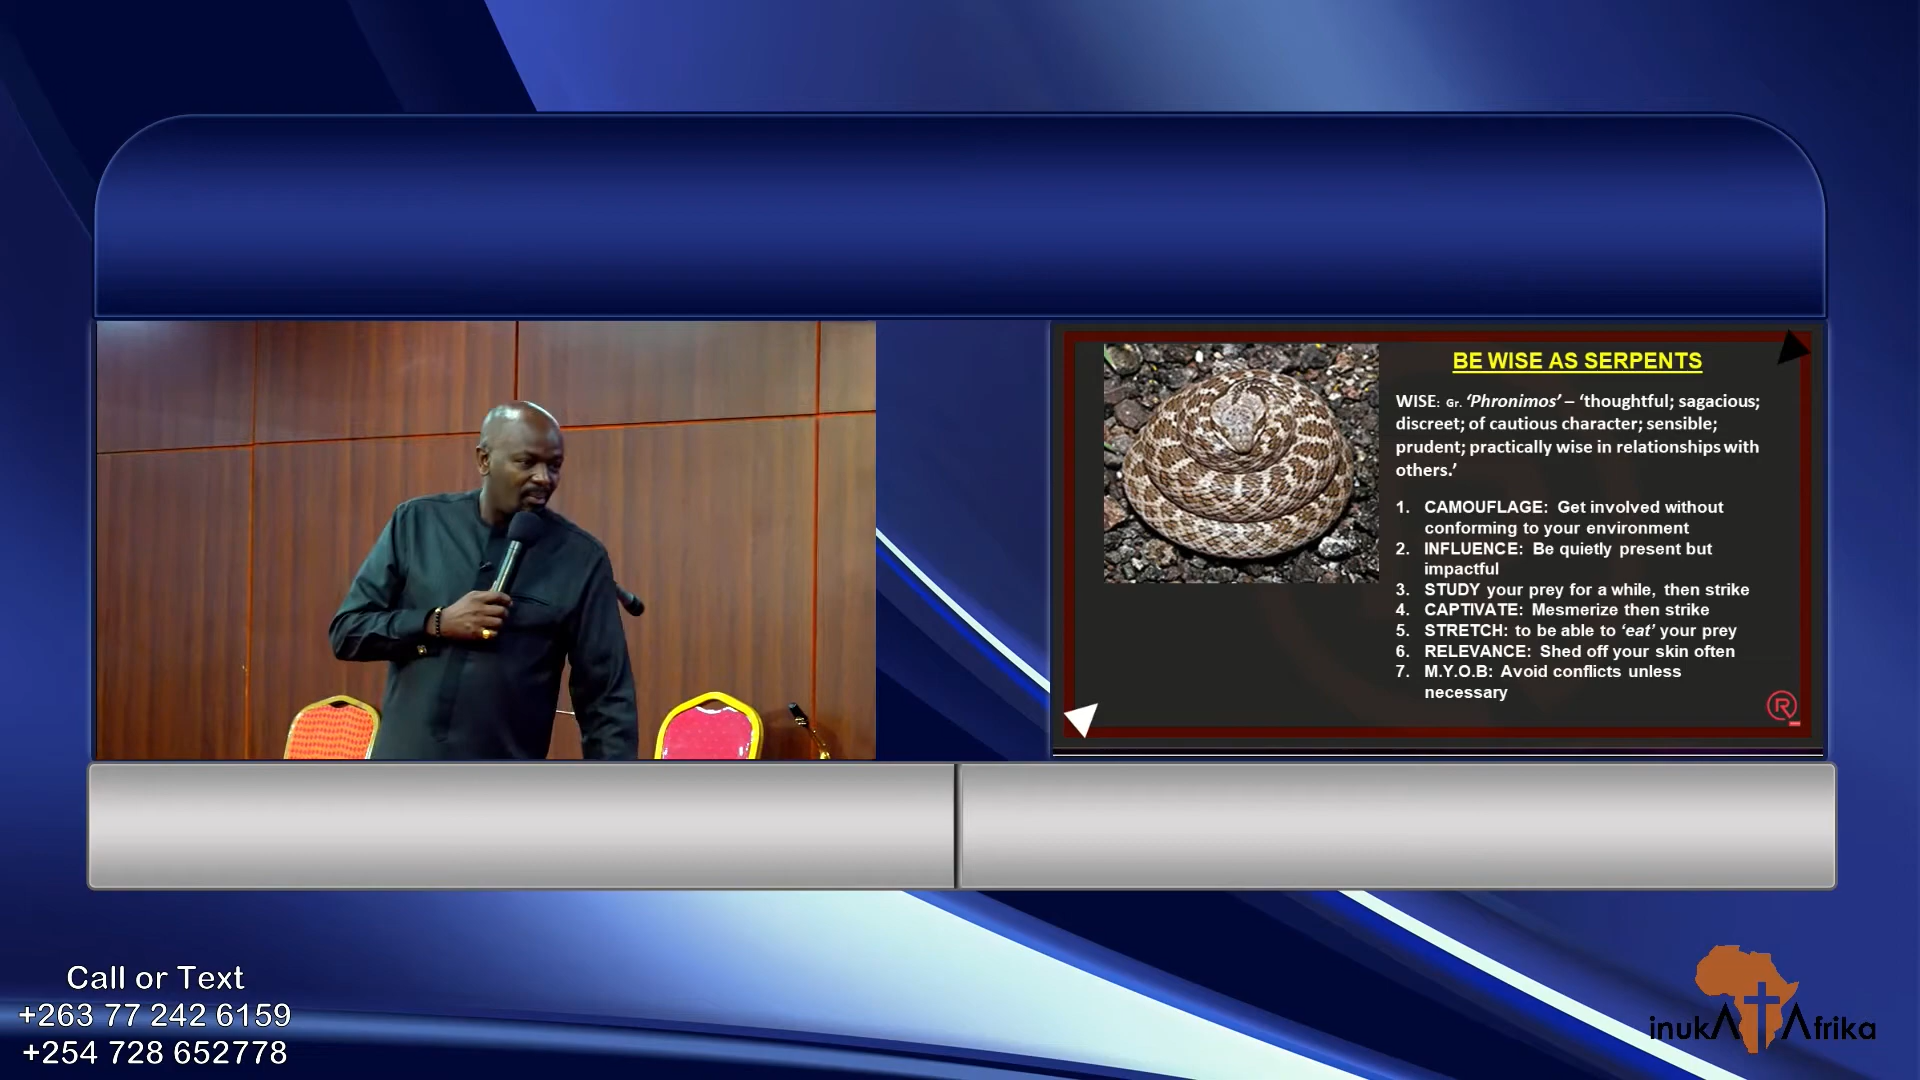 BE WISE AS SERPENTS
WISE: Gr. ‘Phronimos’ – ‘thoughtful; sagacious;
discreet; of cautious character; sensible;
prudent; practically wise in relationships with
others.’
1. CAMOUFLAGE: Get involved without
conforming to your environment
2. INFLUENCE: Be quietly present but
impactful
3. STUDY your prey for a while, then strike
4. CAPTIVATE: Mesmerize then strike
5. STRETCH: to be able to ‘eat’ your prey
6. RELEVANCE: Shed off your skin often
7. M.Y.O.B: Avoid conflicts unless
necessary
R
Call or Text
+263 77 242 6159
+254 728 652778
inukA Afrika